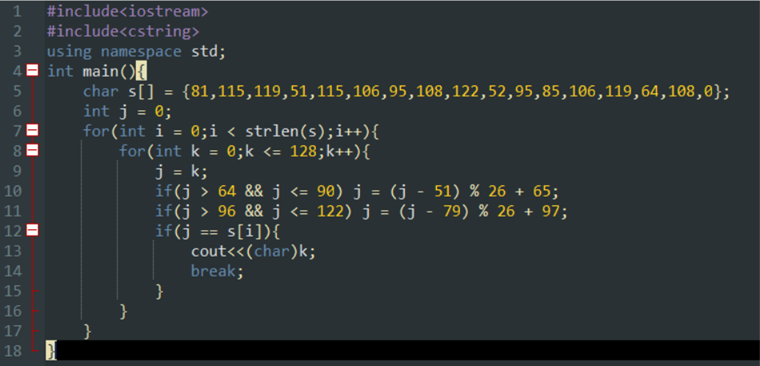 1 #include<iostream>
2 #include<cstring>
3 using namespace std;
4 int main(){
5     char s[] = {81,115,119,51,115,106,95,108,122,52,95,85,106,119,64,108,0};
6     int j = 0;
7     for(int i = 0;i < strlen(s);i++){
8         for(int k = 0;k <= 128;k++){
9             j = k;
10             if(j > 64 && j <= 90) j = (j - 51) % 26 + 65;
11             if(j > 96 && j <= 122) j = (j - 79) % 26 + 97;
12             if(j == s[i]){
13                 cout<<(char)k;
14                 break;
15             }
16         }
17     }
18 }